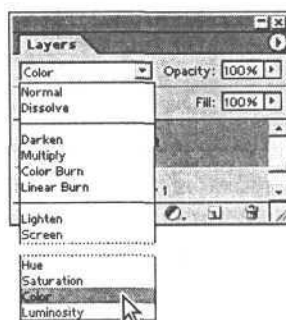 Layers
Color Opacity: 100%
Normal
Dissolve Fill: 100%
Darken
Multiply
Color Burn
Linear Burn
1
Lighten
Screen
Hue
Saturation
Color
Luminosity